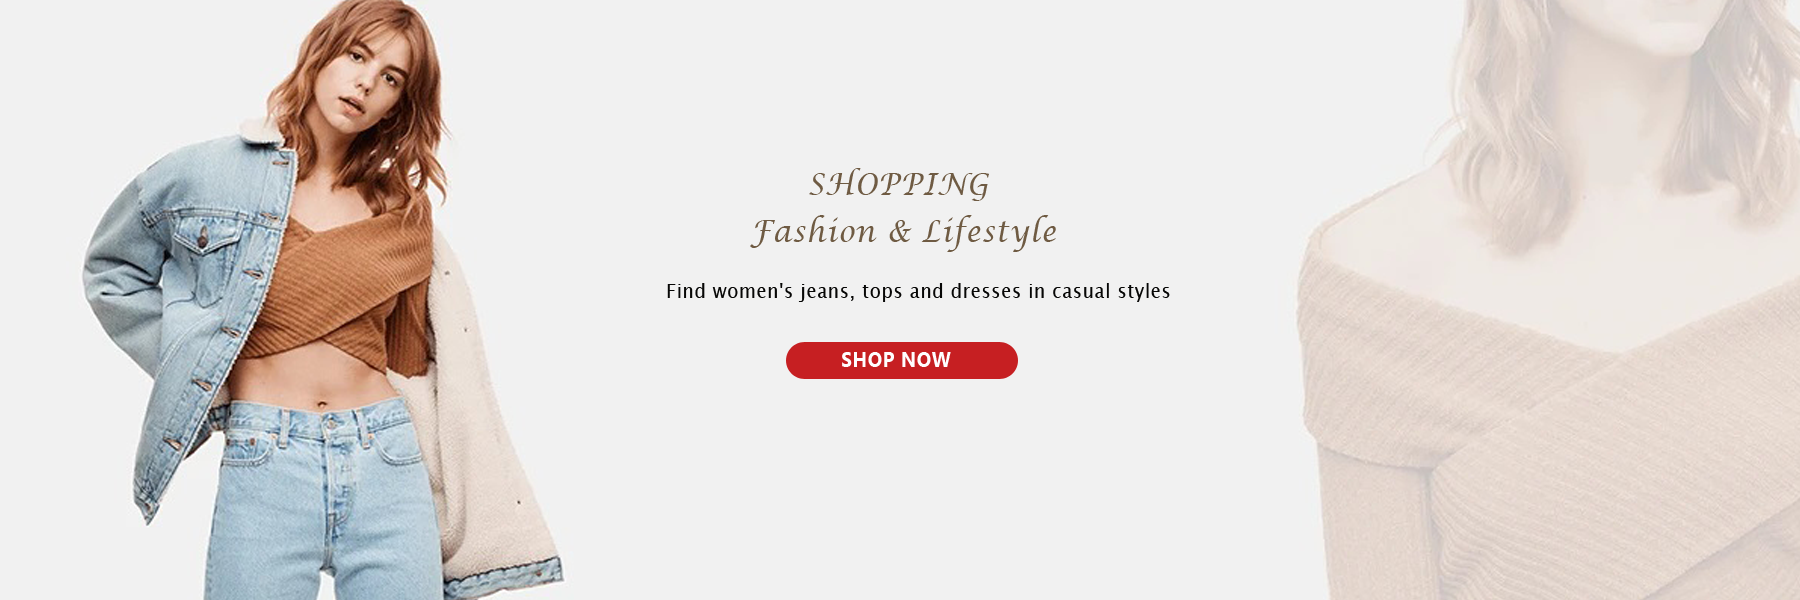 SHOPPING
Fashion & Lifestyle
Find women's jeans, tops and dresses in casual styles
SHOP NOW